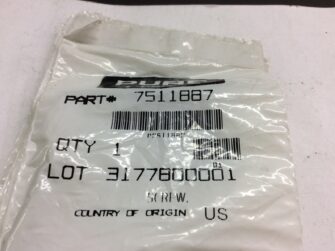 PART# 7511887
QTY 1
LOT 3177800001
SCREW,
COUNTRY OF ORIGIN US